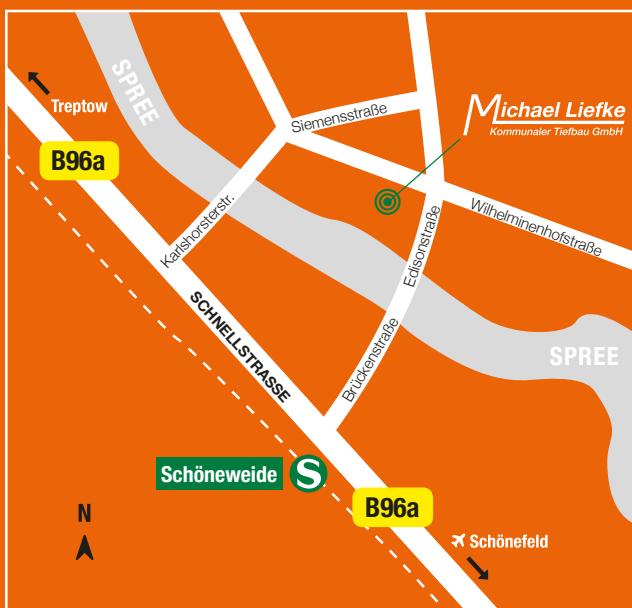 SPREE
Treptow
B96a
Siemensstraße
Michael Liefke
Kommunaler Tiefbau GmbH
Karlshorsterstr.
Wilhelminenhofstraße
Edisonstraße
SCHNELLSTRASSE
Brückenstraße
SPREE
Schöneweide
S
B96a
N
Schönefeld